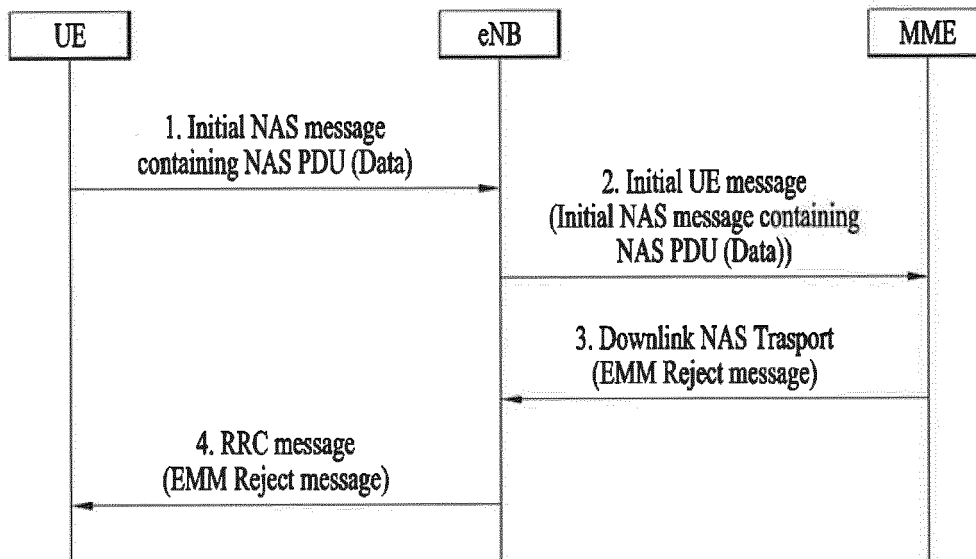 UE
eNB
MME
1. Initial NAS message
containing NAS PDU (Data)
2. Initial UE message
(Initial NAS message containing
NAS PDU (Data))
3. Downlink NAS Trasport
(EMM Reject message)
4. RRC message
(EMM Reject message)